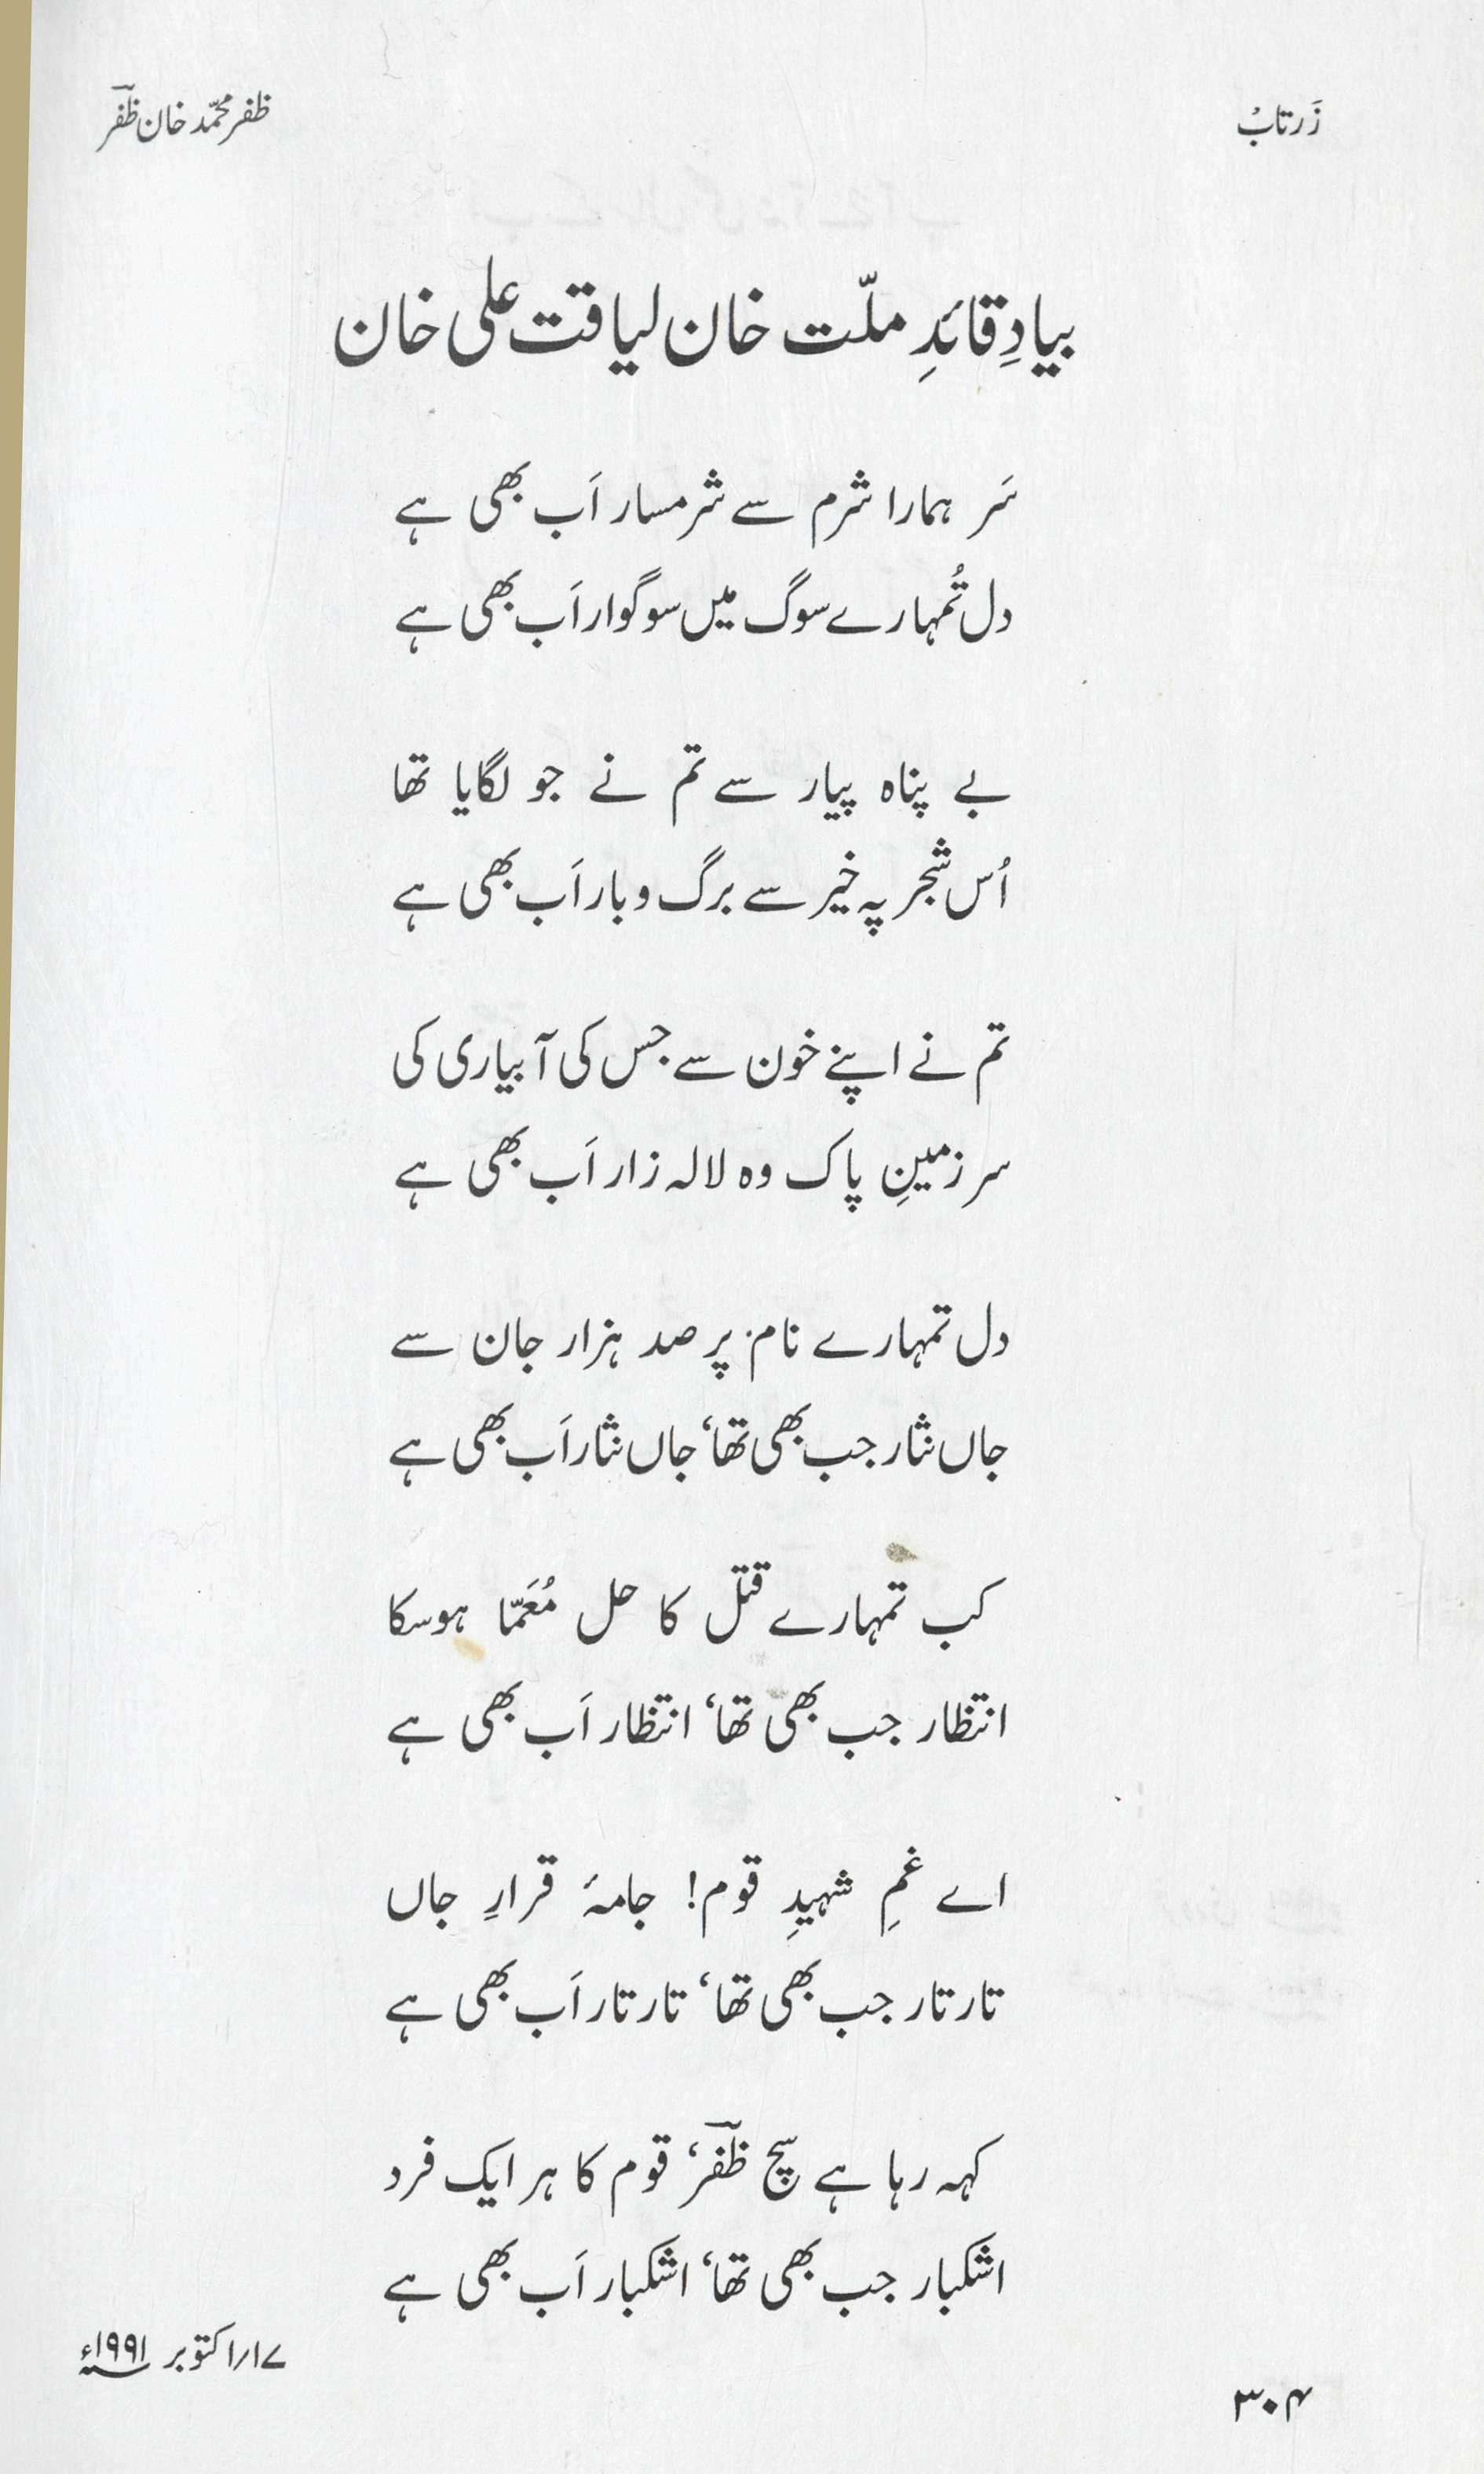 زَرتابْ
ظفر محمّد خان ظفؔر
بیادِ قائدِ ملّت خان لیاقت علی خان
سَر ہمارا شرم سے شرمسار اَب بھی ہے
دل تُمہارے سوگ میں سوگوار اَب بھی ہے
بے پناہ پیار سے تم نے جو لگایا تھا
اُس شجر پہ خیر سے برگ و بار اَب بھی ہے
تم نے اپنے خون سے جس کی آبیاری کی
سرزمینِ پاک وہ لالہ زار اَب بھی ہے
دل تمہارے نام پر صد ہزار جان سے
جاں نثار جب بھی تھا، جاں نثار اَب بھی ہے
کب تمہارے قتل کا حل مُعَمّا ہوسکا
انتظار جب بھی تھا، انتظار اَب بھی ہے
اے غمِ شہیدِ قوم! جامۂ قرارِ جاں
تار تار جب بھی تھا، تار تار اَب بھی ہے
کہہ رہا ہے سچ ظفؔر، قوم کا ہر ایک فرد
اشکبار جب بھی تھا، اشکبار اَب بھی ہے
۱۷؍اکتوبر ۱۹۹۱ء
۳۰۴